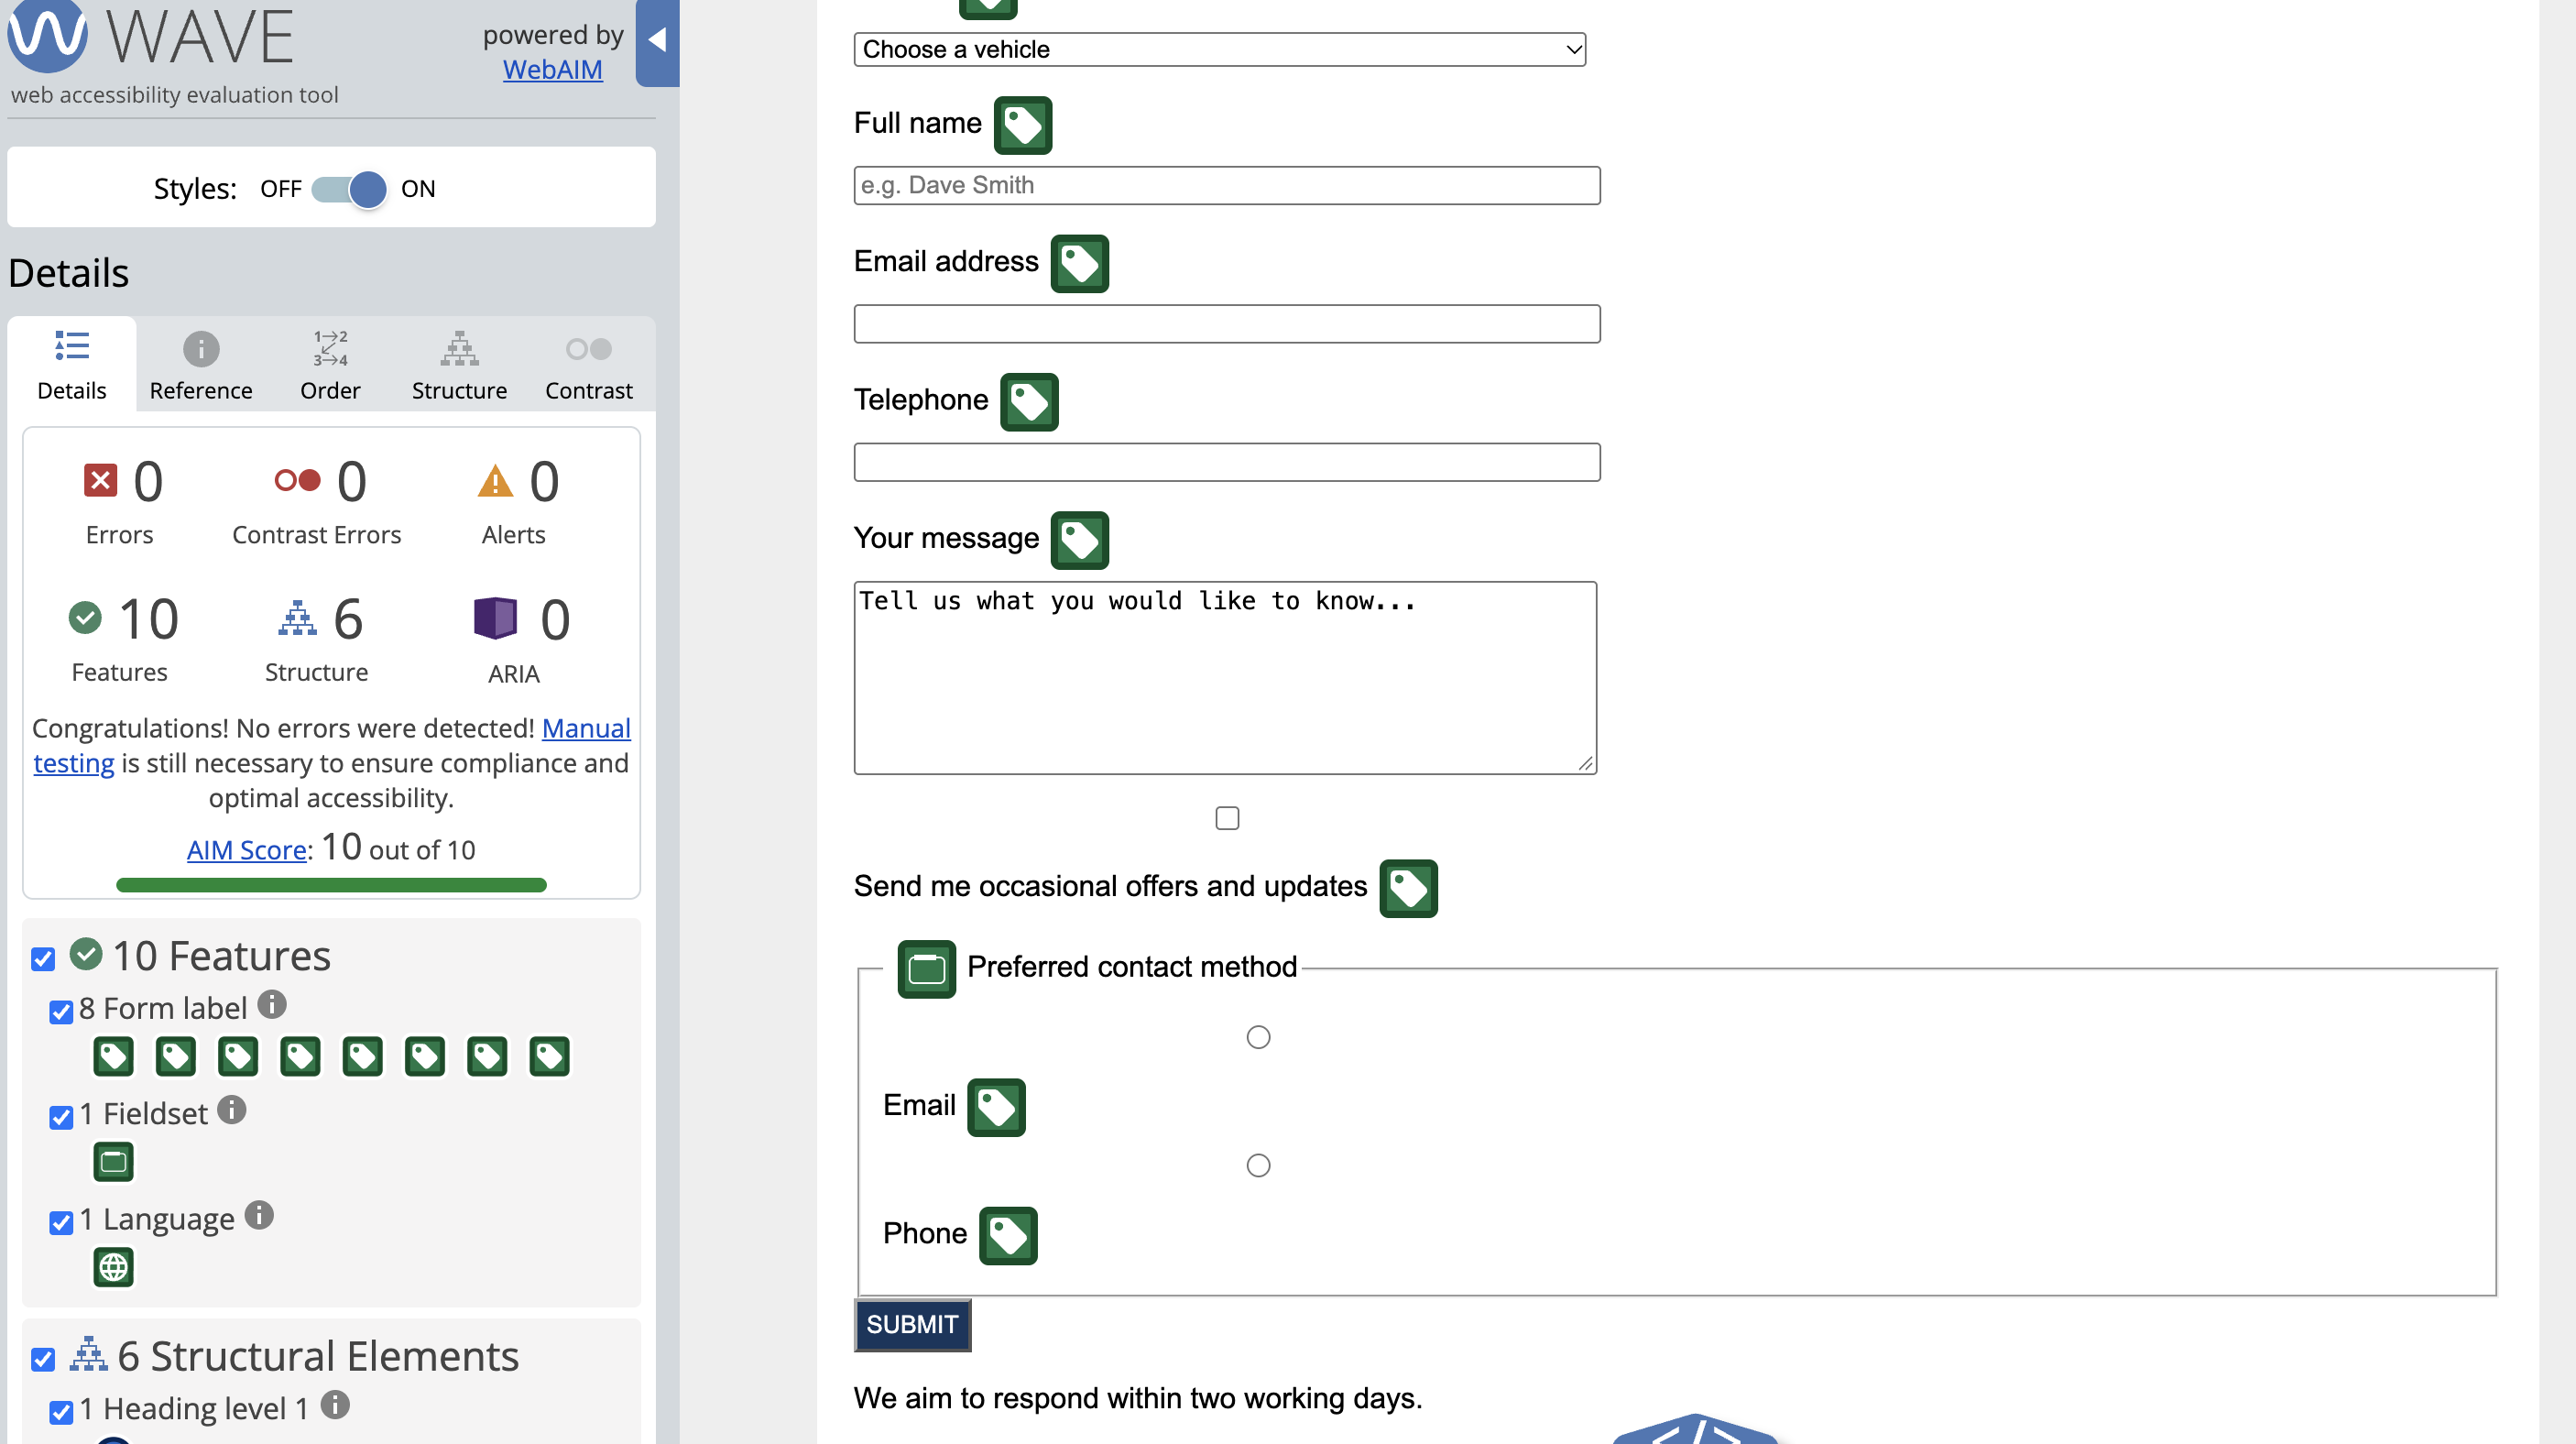 WAVE
powered by
WebAIM
web accessibility evaluation tool
Styles: OFF ON
Details
Details
Reference
1→2
3→4
Order
Structure
Contrast
0
Errors
0
Contrast Errors
0
Alerts
10
Features
6
Structure
0
ARIA
Congratulations! No errors were detected! Manual
testing is still necessary to ensure compliance and
optimal accessibility.
AIM Score: 10 out of 10
10 Features
8 Form label
1 Fieldset
1 Language
6 Structural Elements
1 Heading level 1
Choose a vehicle
Full name
e.g. Dave Smith
Email address
Telephone
Your message
Tell us what you would like to know...
Send me occasional offers and updates
Preferred contact method
Email
Phone
SUBMIT
We aim to respond within two working days.